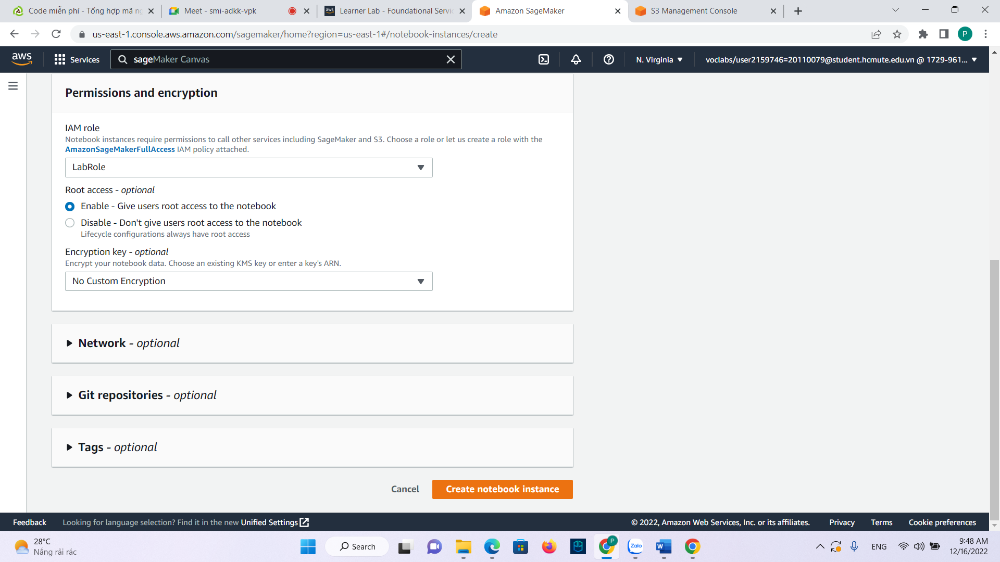 Code miễn phí - Tổng hợp mã ng
Meet - smi-adkk-vpk
aws
Learner Lab - Foundational Servic
Amazon SageMaker
S3 Management Console
us-east-1.console.aws.amazon.com/sagemaker/home?region=us-east-1#/notebook-instances/create
P
aws
Services
sageMaker Canvas
N. Virginia
voclabs/user2159746=20110079@student.hcmute.edu.vn @ 1729-961...
Permissions and encryption
IAM role
Notebook instances require permissions to call other services including SageMaker and S3. Choose a role or let us create a role with the
AmazonSageMakerFullAccess IAM policy attached.
LabRole
Root access - optional
Enable - Give users root access to the notebook
Disable - Don't give users root access to the notebook
Lifecycle configurations always have root access
Encryption key - optional
Encrypt your notebook data. Choose an existing KMS key or enter a key's ARN.
No Custom Encryption
Network - optional
Git repositories - optional
Tags - optional
Cancel
Create notebook instance
Feedback
Looking for language selection? Find it in the new Unified Settings
© 2022, Amazon Web Services, Inc. or its affiliates.
Privacy
Terms
Cookie preferences
28°C
Nắng rải rác
Search
P
Zalo
W
ENG
9:48 AM
12/16/2022